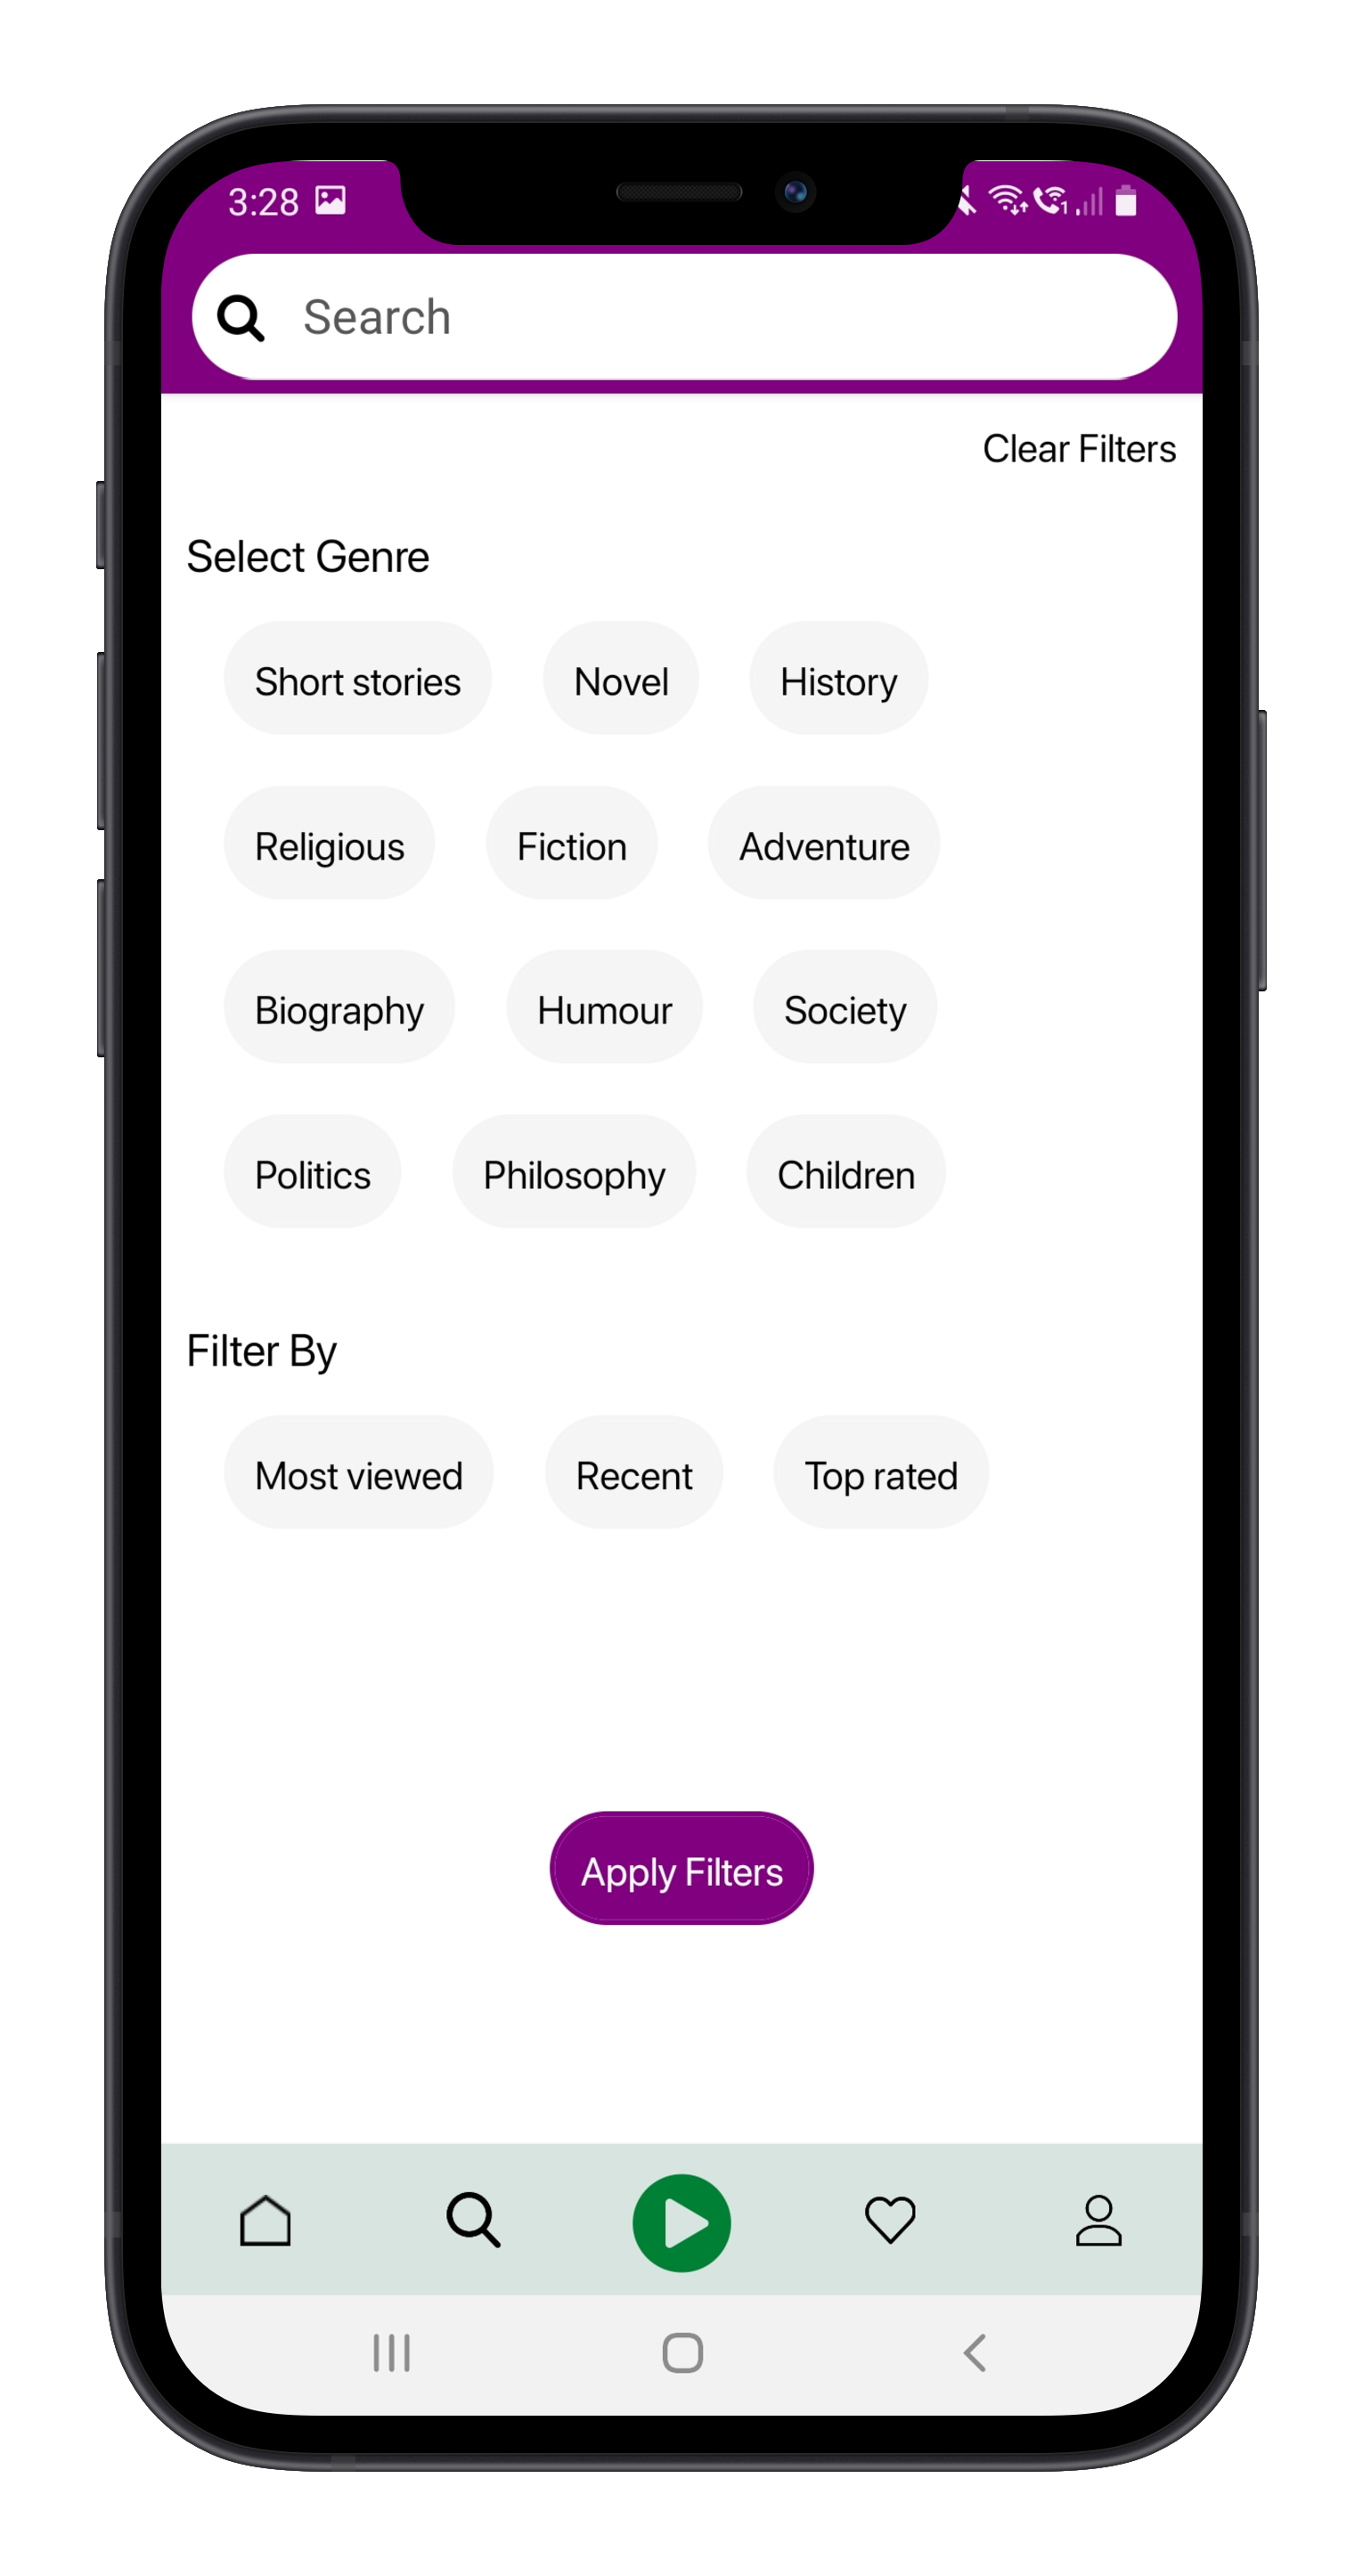 3:28
Search
Clear Filters
Select Genre
Short stories Novel History
Religious Fiction Adventure
Biography Humour Society
Politics Philosophy Children
Filter By
Most viewed Recent Top rated
Apply Filters